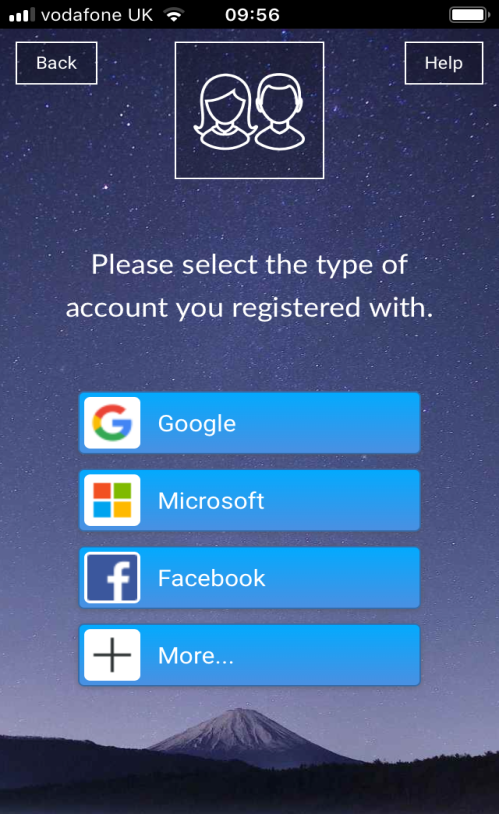 vodafone UK 09:56
Back
Help
Please select the type of
account you registered with.
Google
Microsoft
Facebook
More...